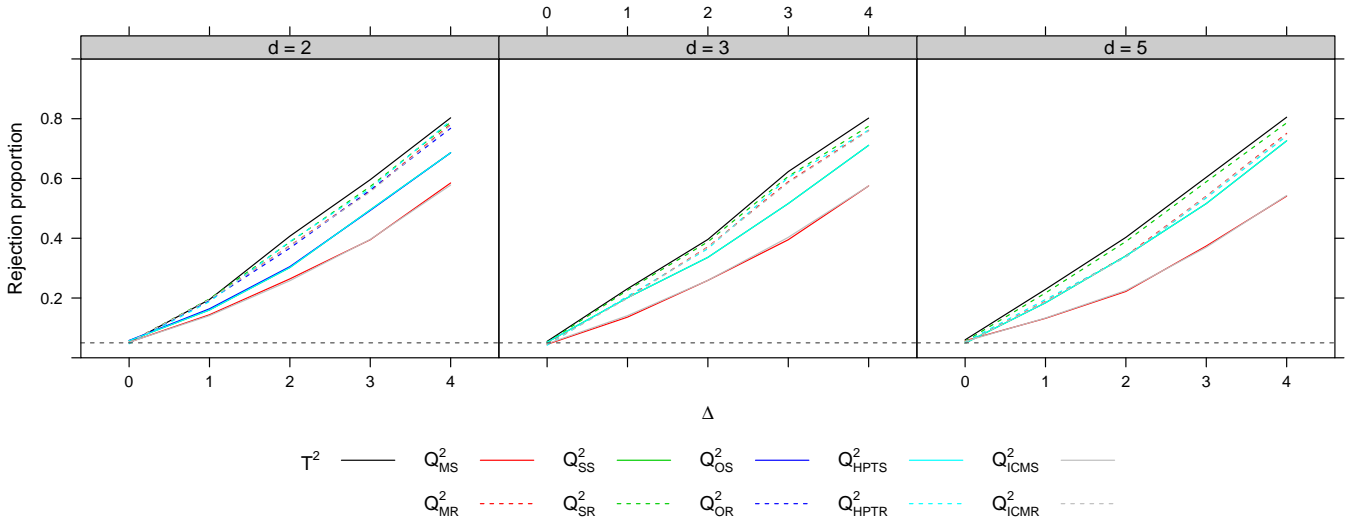 0 1 2 3 4
d = 2 d = 3 d = 5
Rejection proportion
0.8
0.6
0.4
0.2
0 1 2 3 4 0 1 2 3 4
Δ
T² Q²MS Q²SS Q²OS Q²HPTS Q²ICMS
Q²MR Q²SR Q²OR Q²HPTR Q²ICMR